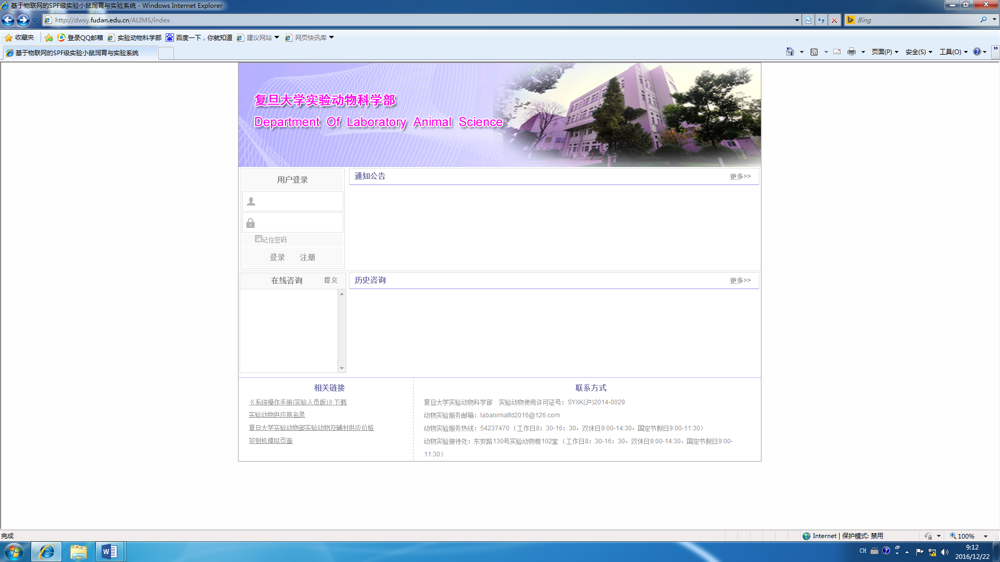 基于物联网的SPF级实验小鼠饲育与实验系统 - Windows Internet Explorer
http://dwsy.fudan.edu.cn/ALIMS/index
Bing
收藏夹 登录QQ邮箱 实验动物科学部 百度一下，你就知道 建议网站 网页快讯库
基于物联网的SPF级实验小鼠饲育与实验系统
页面(P) 安全(S) 工具(O)
复旦大学实验动物科学部
Department Of Laboratory Animal Science
用户登录
记住密码
登录 注册
通知公告 更多>>
在线咨询 提交
历史咨询 更多>>
相关链接
《系统操作手册(实验人员版)》下载
实验动物供应商名录
复旦大学实验动物部实验动物及辅材供应价格
签到机模拟页面
联系方式
复旦大学实验动物科学部 实验动物使用许可证号：SYXK(沪)2014-0029
动物实验服务邮箱：labanimalfd2016@126.com
动物实验服务热线：54237470（工作日8：30-16：30，双休日9:00-14:30，国定节假日9:00-11:30）
动物实验接待处：东安路130号实验动物楼102室（工作日8：30-16：30，双休日9:00-14:30，国定节假日9:00-
11:30）
完成
Internet | 保护模式: 禁用
100%
CH
9:12
2016/12/22